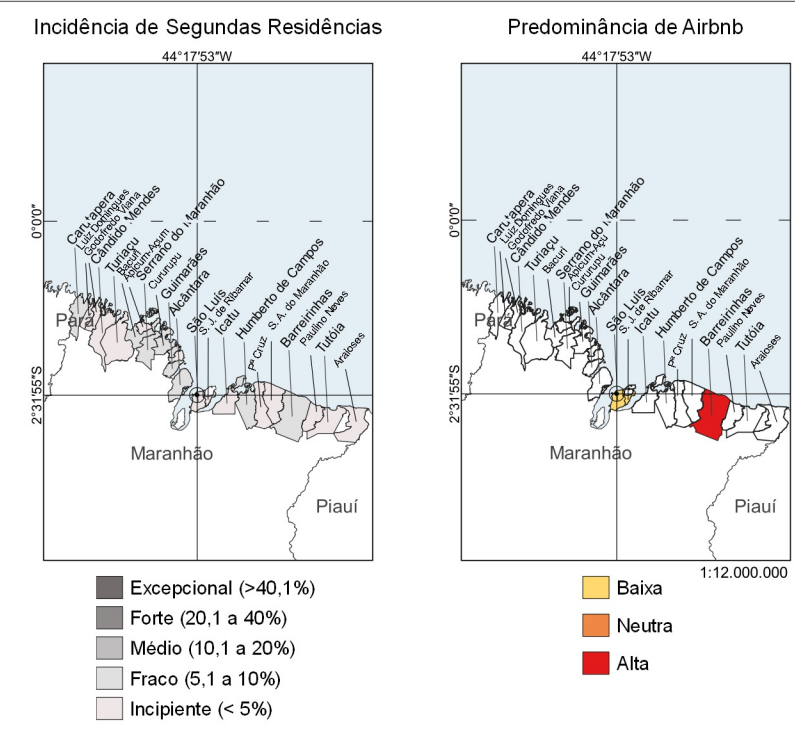 Incidência de Segundas Residências
44°17'53"W
0°0'0"
2°31'55"S
Carutapera
Luíz Domingues
Godofredo Viana
Cândido Mendes
Turiaçu
Bacuri
Apicum-Açum
Serrano do Maranhão
Cururupu
Guimarães
Alcântara
São Luís
S. J. de Ribamar
Icatu
Humberto de Campos
Pª Cruz
S. A. do Maranhão
Barreirinhas
Paulino Neves
Tutóia
Araioses
Pará
Maranhão
Piauí
Excepcional (>40,1%)
Forte (20,1 a 40%)
Médio (10,1 a 20%)
Fraco (5,1 a 10%)
Incipiente (< 5%)
Predominância de Airbnb
44°17'53"W
0°0'0"
2°31'55"S
Carutapera
Luíz Domingues
Godofredo Viana
Cândido Mendes
Turiaçu
Bacuri
Serrano do Maranhão
Apicum-Açu
Cururupu
Guimarães
Alcântara
São Luís
S. J. de Ribamar
Icatu
Humberto de Campos
Pª Cruz
S. A. do Maranhão
Barreirinhas
Paulino Neves
Tutóia
Araioses
Pará
Maranhão
Piauí
1:12.000.000
Baixa
Neutra
Alta